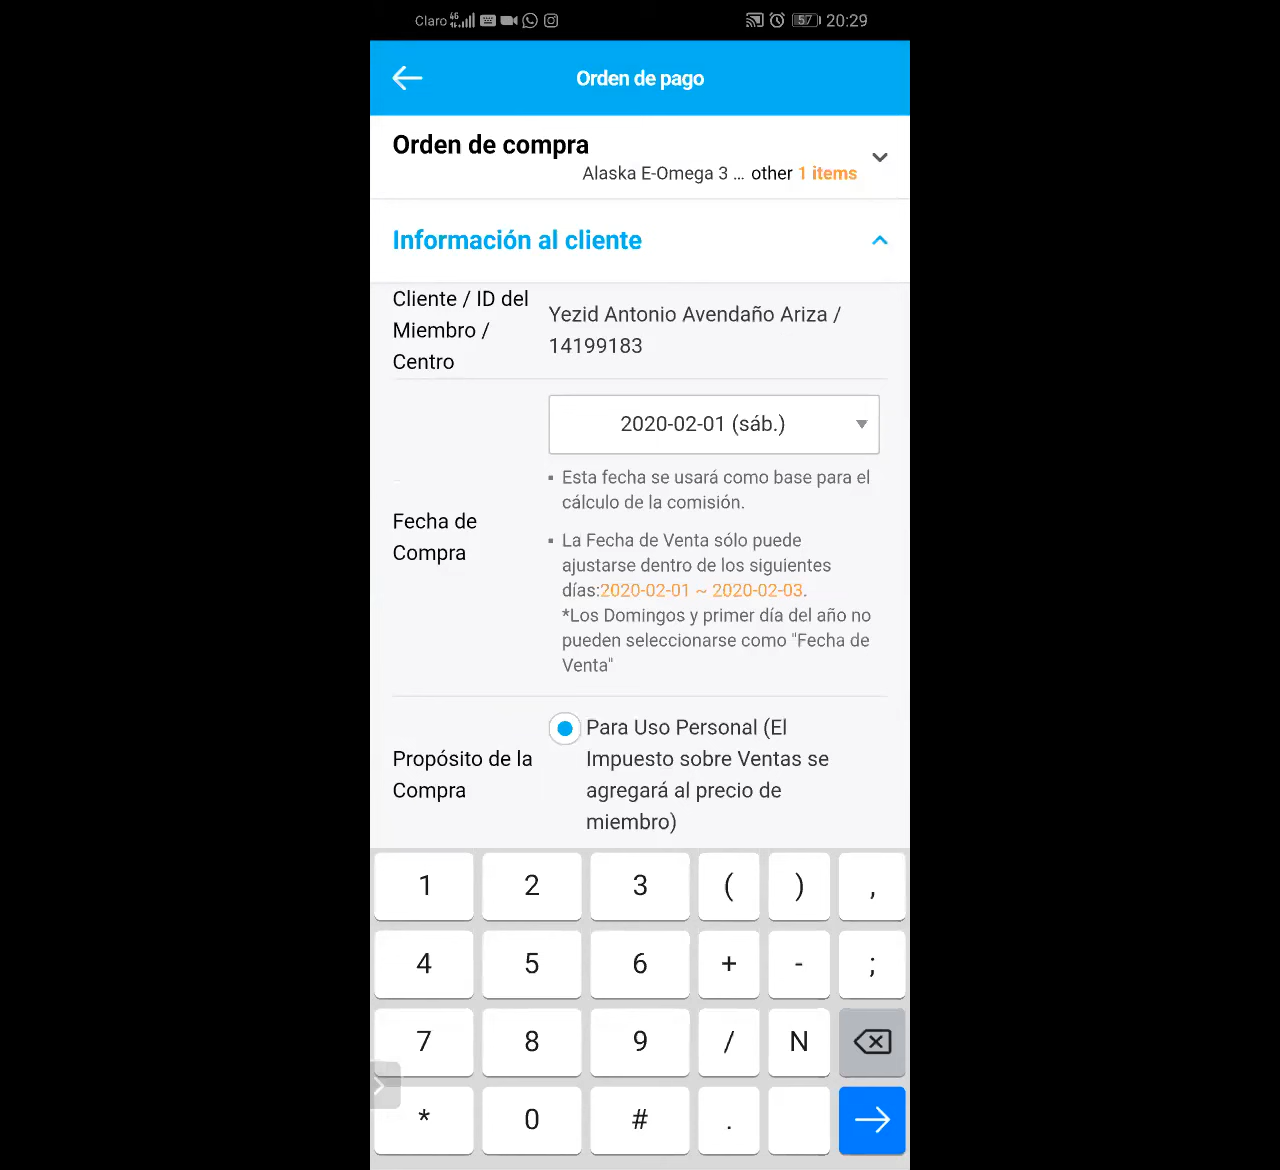 Claro 4G 57 20:29
Orden de pago
Orden de compra
Alaska E-Omega 3 ... other 1 items
Información al cliente
Cliente / ID del
Miembro /
Centro
Yezid Antonio Avendaño Ariza /
14199183
2020-02-01 (sáb.)
▪ Esta fecha se usará como base para el
cálculo de la comisión.
Fecha de
Compra
▪ La Fecha de Venta sólo puede
ajustarse dentro de los siguientes
días:2020-02-01 ~ 2020-02-03.
*Los Domingos y primer día del año no
pueden seleccionarse como "Fecha de
Venta"
Propósito de la
Compra
Para Uso Personal (El
Impuesto sobre Ventas se
agregará al precio de
miembro)
1 2 3 ( ) ,
4 5 6 + - ;
7 8 9 / N
* 0 # .